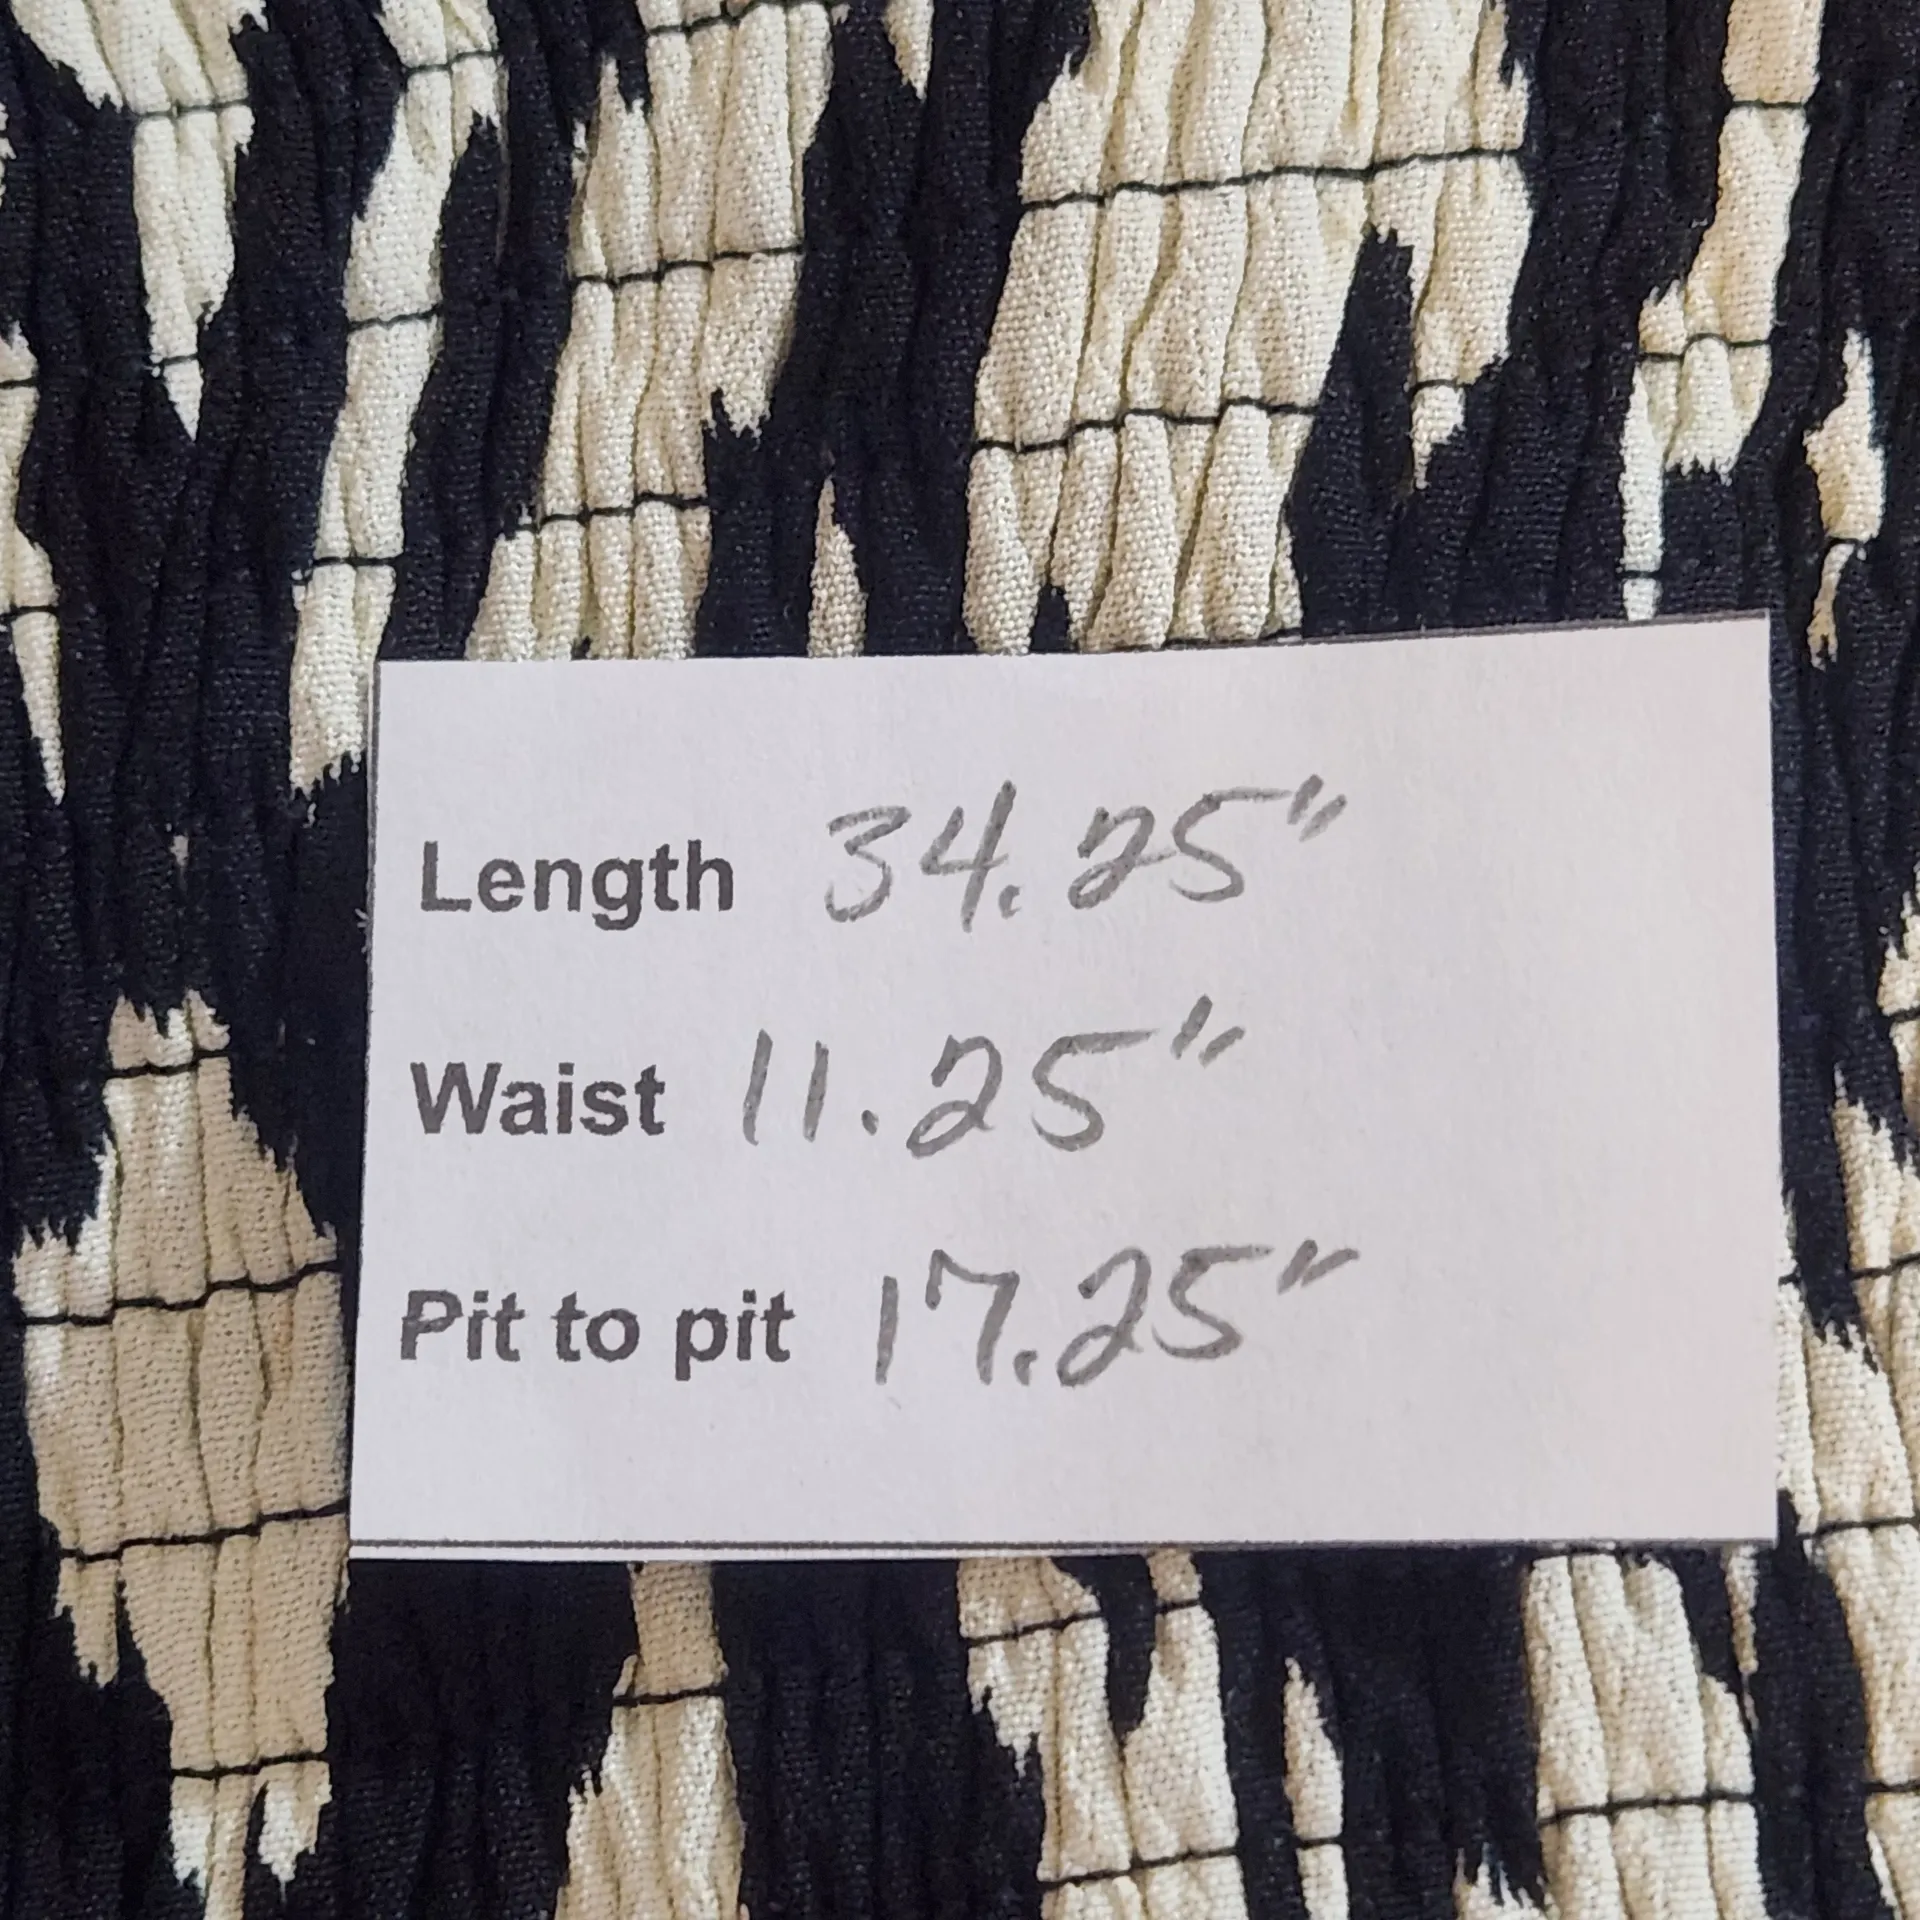 Length 34.25"
Waist 11.25"
Pit to pit 17.25"